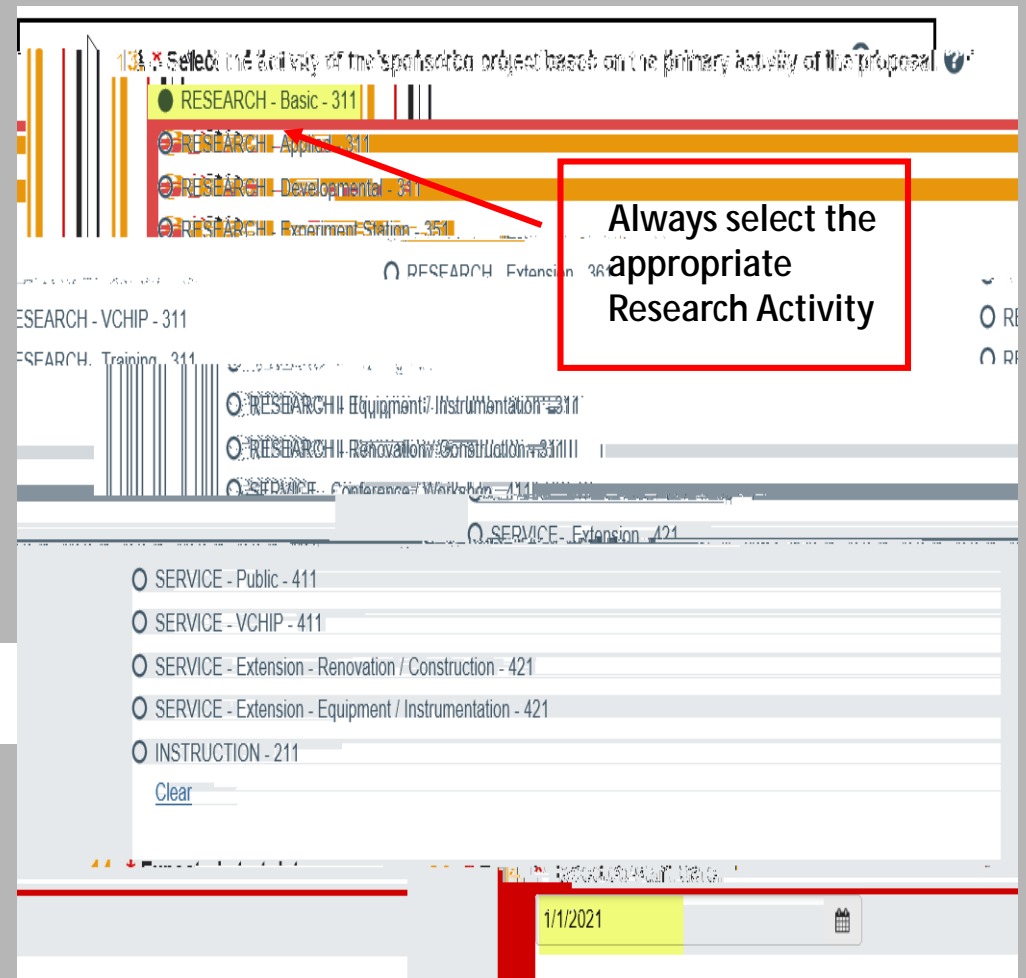 13. * Select the Activity of the sponsored project based on the primary activity of the proposal.
RESEARCH - Basic - 311
RESEARCH - Applied - 311
RESEARCH - Developmental - 311
RESEARCH - Experiment Station - 351
RESEARCH Extension 361
Always select the
appropriate
Research Activity
ESEARCH - VCHIP - 311
ESEARCH Training 311
RESEARCH - Equipment / Instrumentation - 311
RESEARCH - Renovation / Construction - 311
SERVICE - Conference / Workshop - 411
SERVICE - Extension 421
SERVICE - Public - 411
SERVICE - VCHIP - 411
SERVICE - Extension - Renovation / Construction - 421
SERVICE - Extension - Equipment / Instrumentation - 421
INSTRUCTION - 211
Clear
1/1/2021